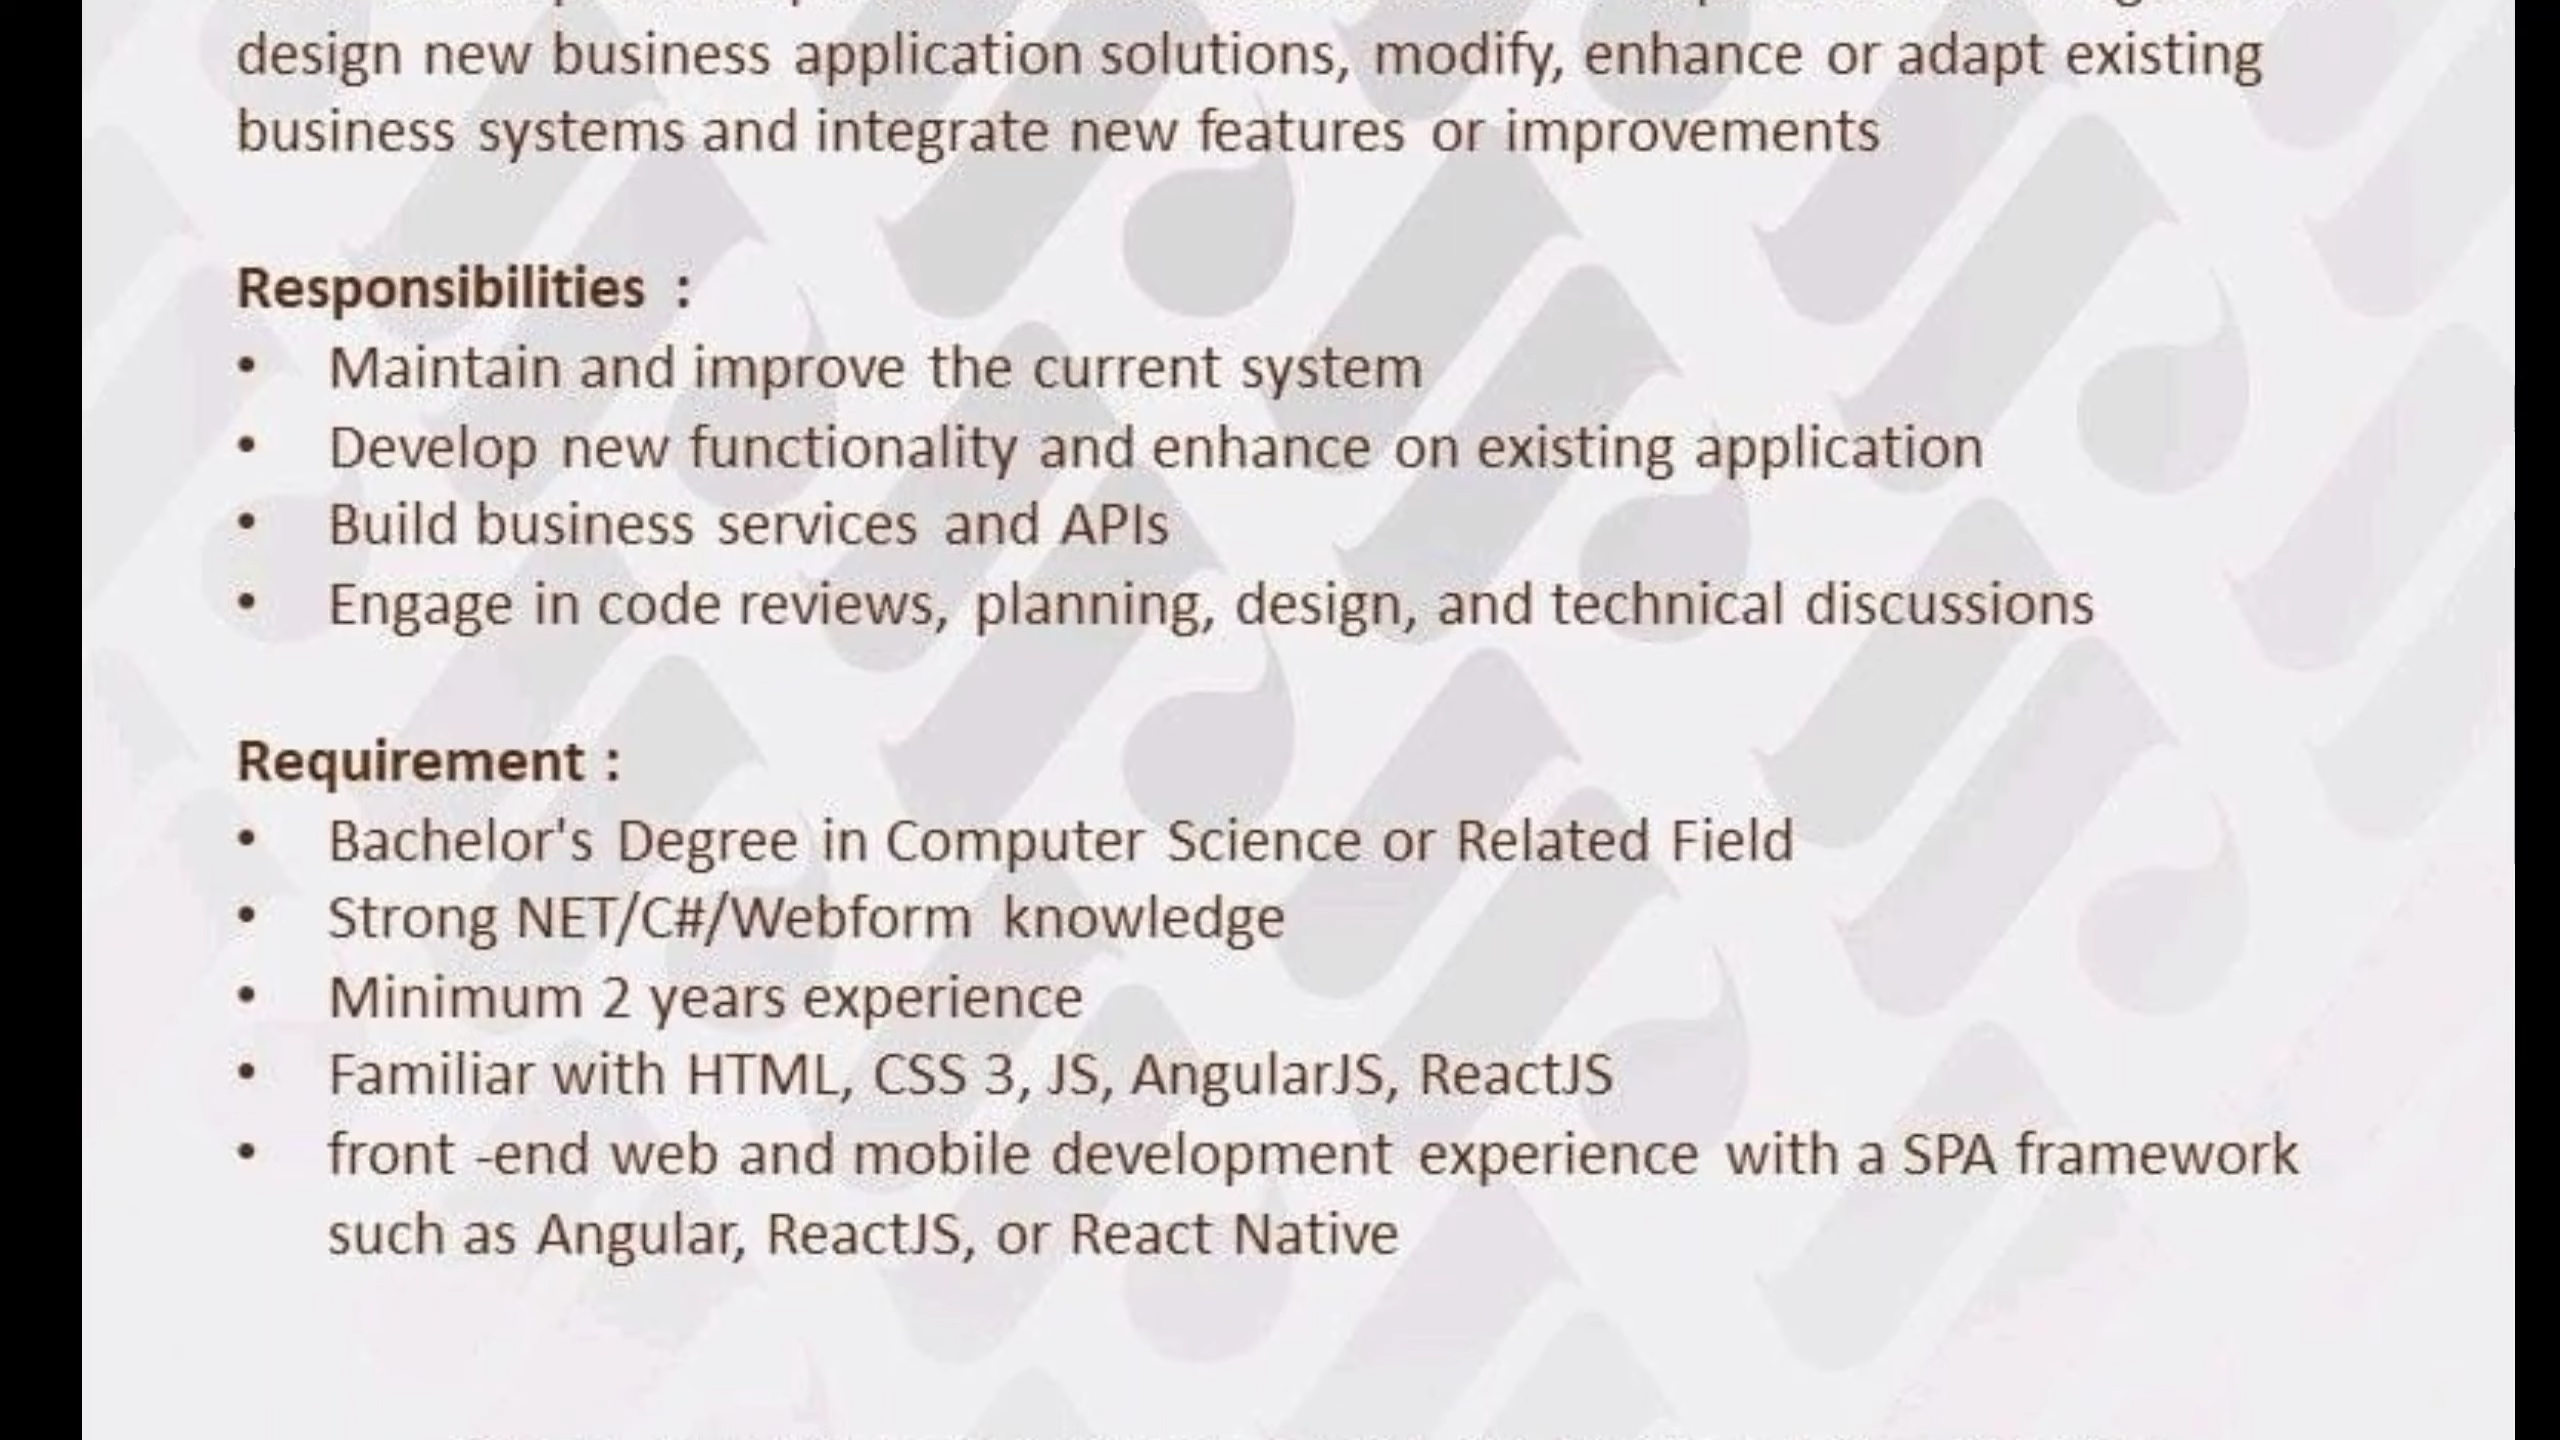 design new business application solutions, modify, enhance or adapt existing
business systems and integrate new features or improvements
Responsibilities :
• Maintain and improve the current system
• Develop new functionality and enhance on existing application
• Build business services and APIs
• Engage in code reviews, planning, design, and technical discussions
Requirement :
• Bachelor's Degree in Computer Science or Related Field
• Strong NET/C#/Webform knowledge
• Minimum 2 years experience
• Familiar with HTML, CSS 3, JS, AngularJS, ReactJS
• front -end web and mobile development experience with a SPA framework
such as Angular, ReactJS, or React Native